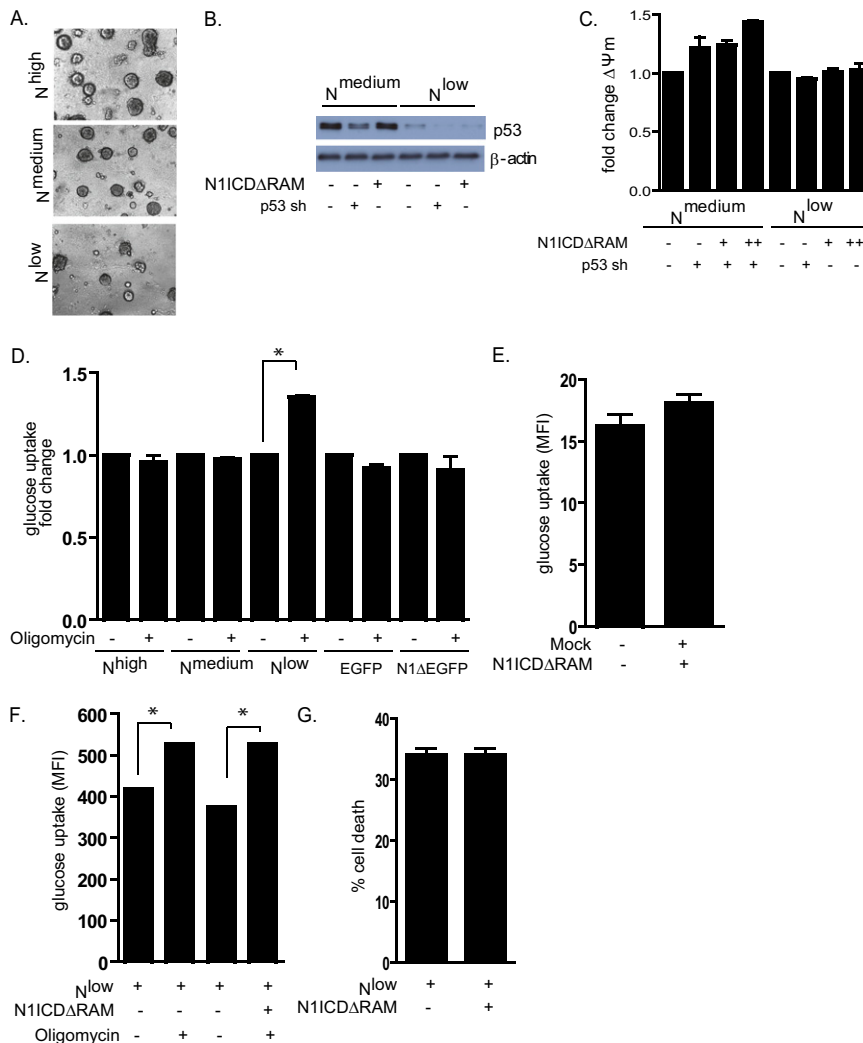 A.
N high
N medium
N low
B.
N medium N low
p53
β-actin
N1ICDΔRAM - - + - - +
p53 sh - + - - + -
C.
fold change ΔΨm
1.5
1.0
0.5
0.0
N medium N low
N1ICDΔRAM - - + ++ - - + ++
p53 sh - + + + - + - -
D.
glucose uptake
fold change
1.5
1.0
0.5
0.0
*
Oligomycin - + - + - + - + - +
N high N medium N low EGFP N1ΔEGFP
E.
glucose uptake (MFI)
20
15
10
5
0
Mock - +
N1ICDΔRAM - +
F.
glucose uptake (MFI)
600
500
400
300
200
100
0
* *
N low + + + +
N1ICDΔRAM - - - +
Oligomycin - + - +
+
G.
% cell death
40
30
20
10
0
N low + +
N1ICDΔRAM - +